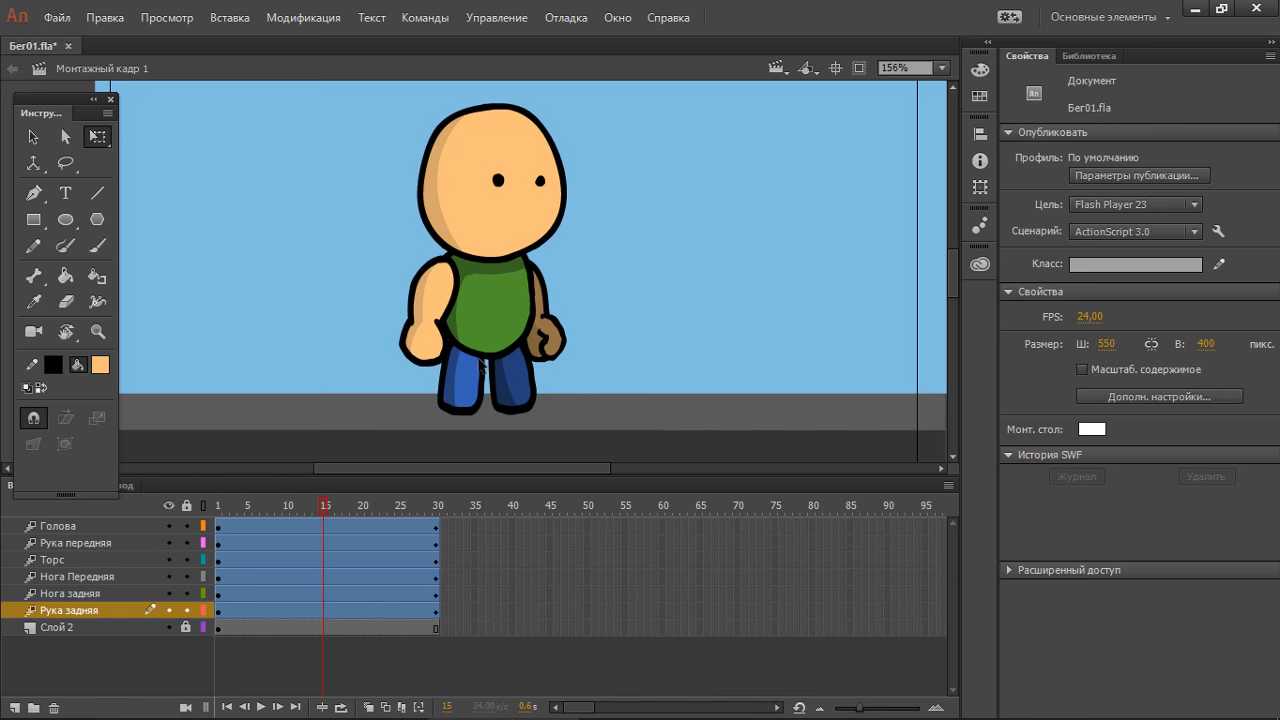 An Файл Правка Просмотр Вставка Модификация Текст Команды Управление Отладка Окно Справка Основные элементы
Бег01.fla*
Монтажный кадр 1
156%
Инстру...
Свойства Библиотека
Документ
An
Бег01.fla
Опубликовать
Профиль: По умолчанию
Параметры публикации...
Цель: Flash Player 23
Сценарий: ActionScript 3.0
Класс:
Свойства
FPS: 24,00
Размер: Ш: 550 В: 400 пикс.
Масштаб. содержимое
Дополн. настройки...
Монт. стол:
История SWF
Журнал Удалить
Расширенный доступ
од
1 5 10 15 20 25 30 35 40 45 50 55 60 65 70 75 80 85 90 95
Голова
Рука передняя
Торс
Нога Передняя
Нога задняя
Рука задняя
Слой 2
15 24,00 к/с 0,6 s